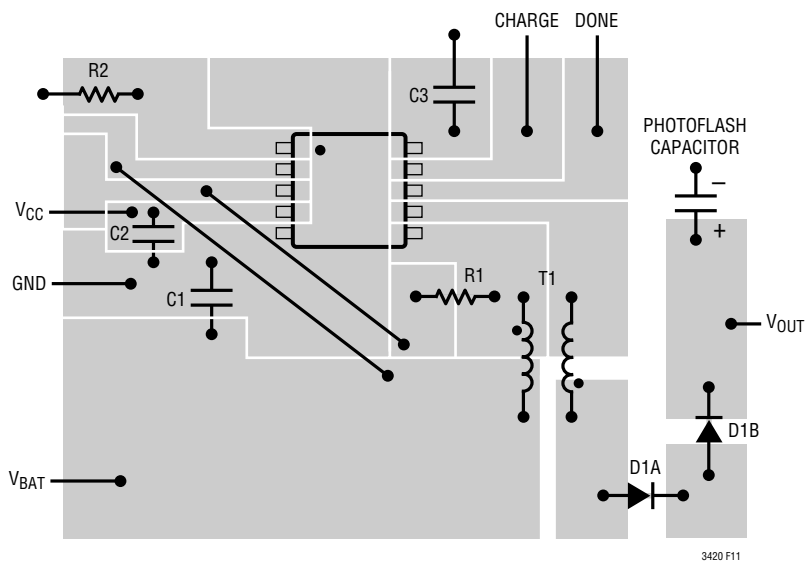 CHARGE DONE
R2
C3
PHOTOFLASH
CAPACITOR
–
+
VCC
C2
GND
C1
R1
T1
VOUT
D1B
VBAT
D1A
3420 F11